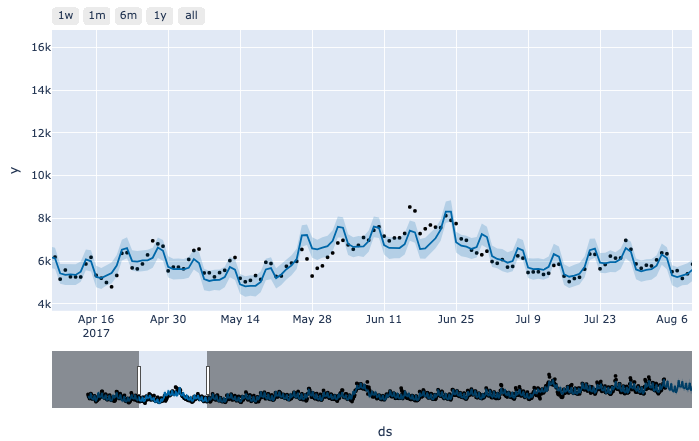 1w 1m 6m 1y all
16k
14k
12k
10k
y
8k
6k
4k
Apr 16 Apr 30 May 14 May 28 Jun 11 Jun 25 Jul 9 Jul 23 Aug 6
2017
ds